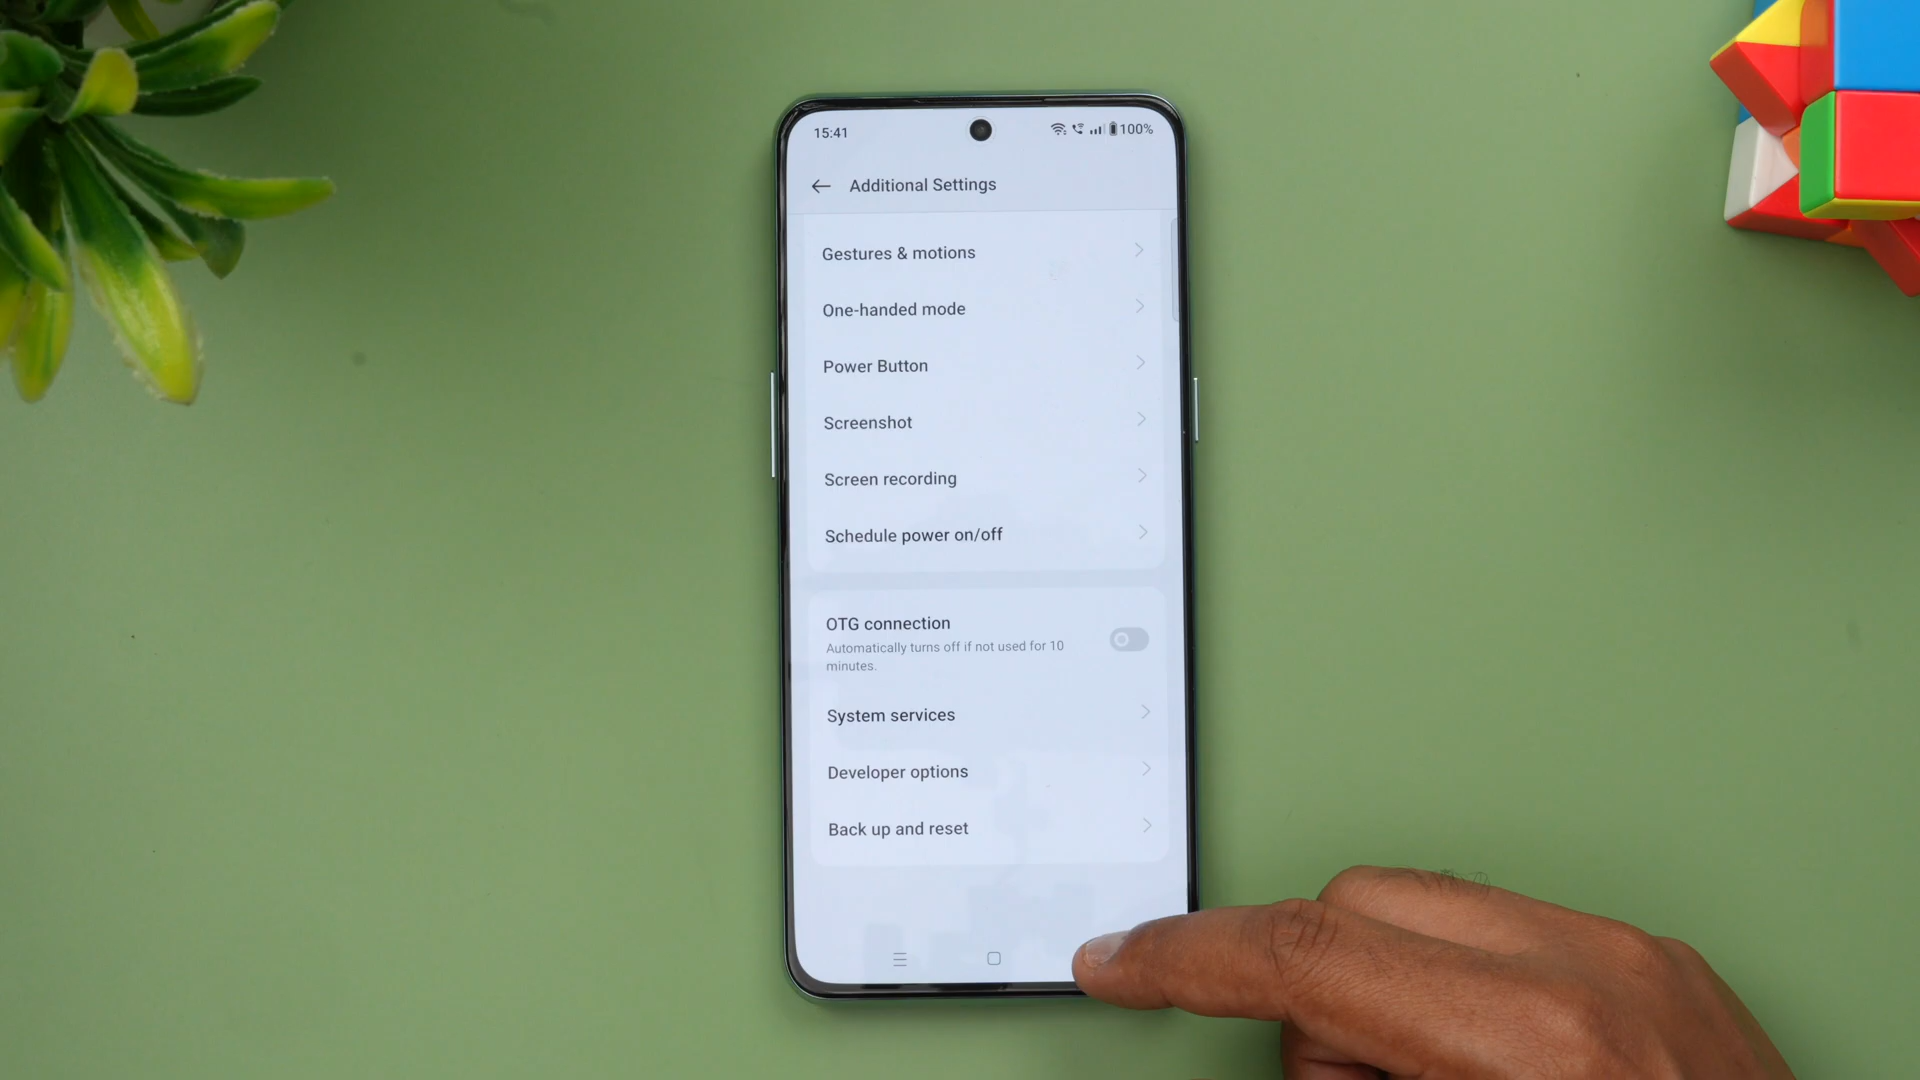 15:41
100%
Additional Settings
Gestures & motions
One-handed mode
Power Button
Screenshot
Screen recording
Schedule power on/off
OTG connection
Automatically turns off if not used for 10
minutes.
System services
Developer options
Back up and reset